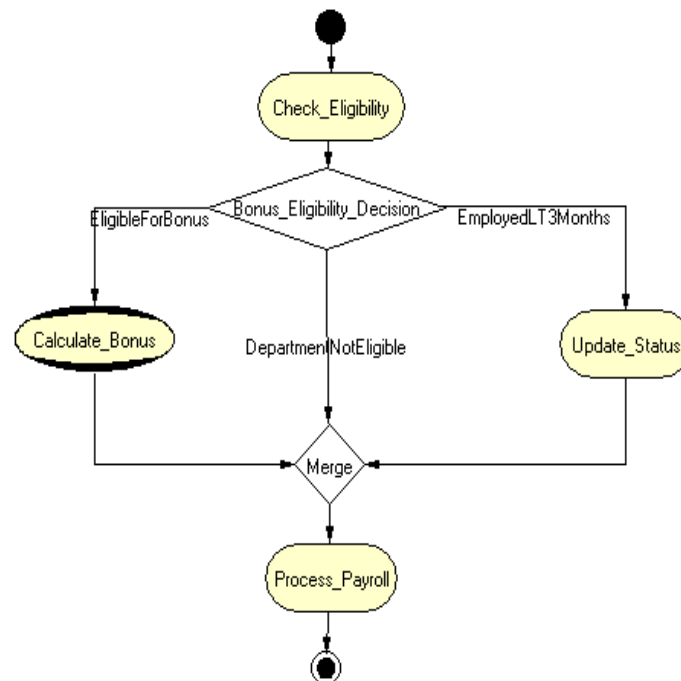 Check_Eligibility
Bonus_Eligibility_Decision
EligibleForBonus
EmployedLT3Months
Calculate_Bonus
DepartmentNotEligible
Update_Status
Merge
Process_Payroll